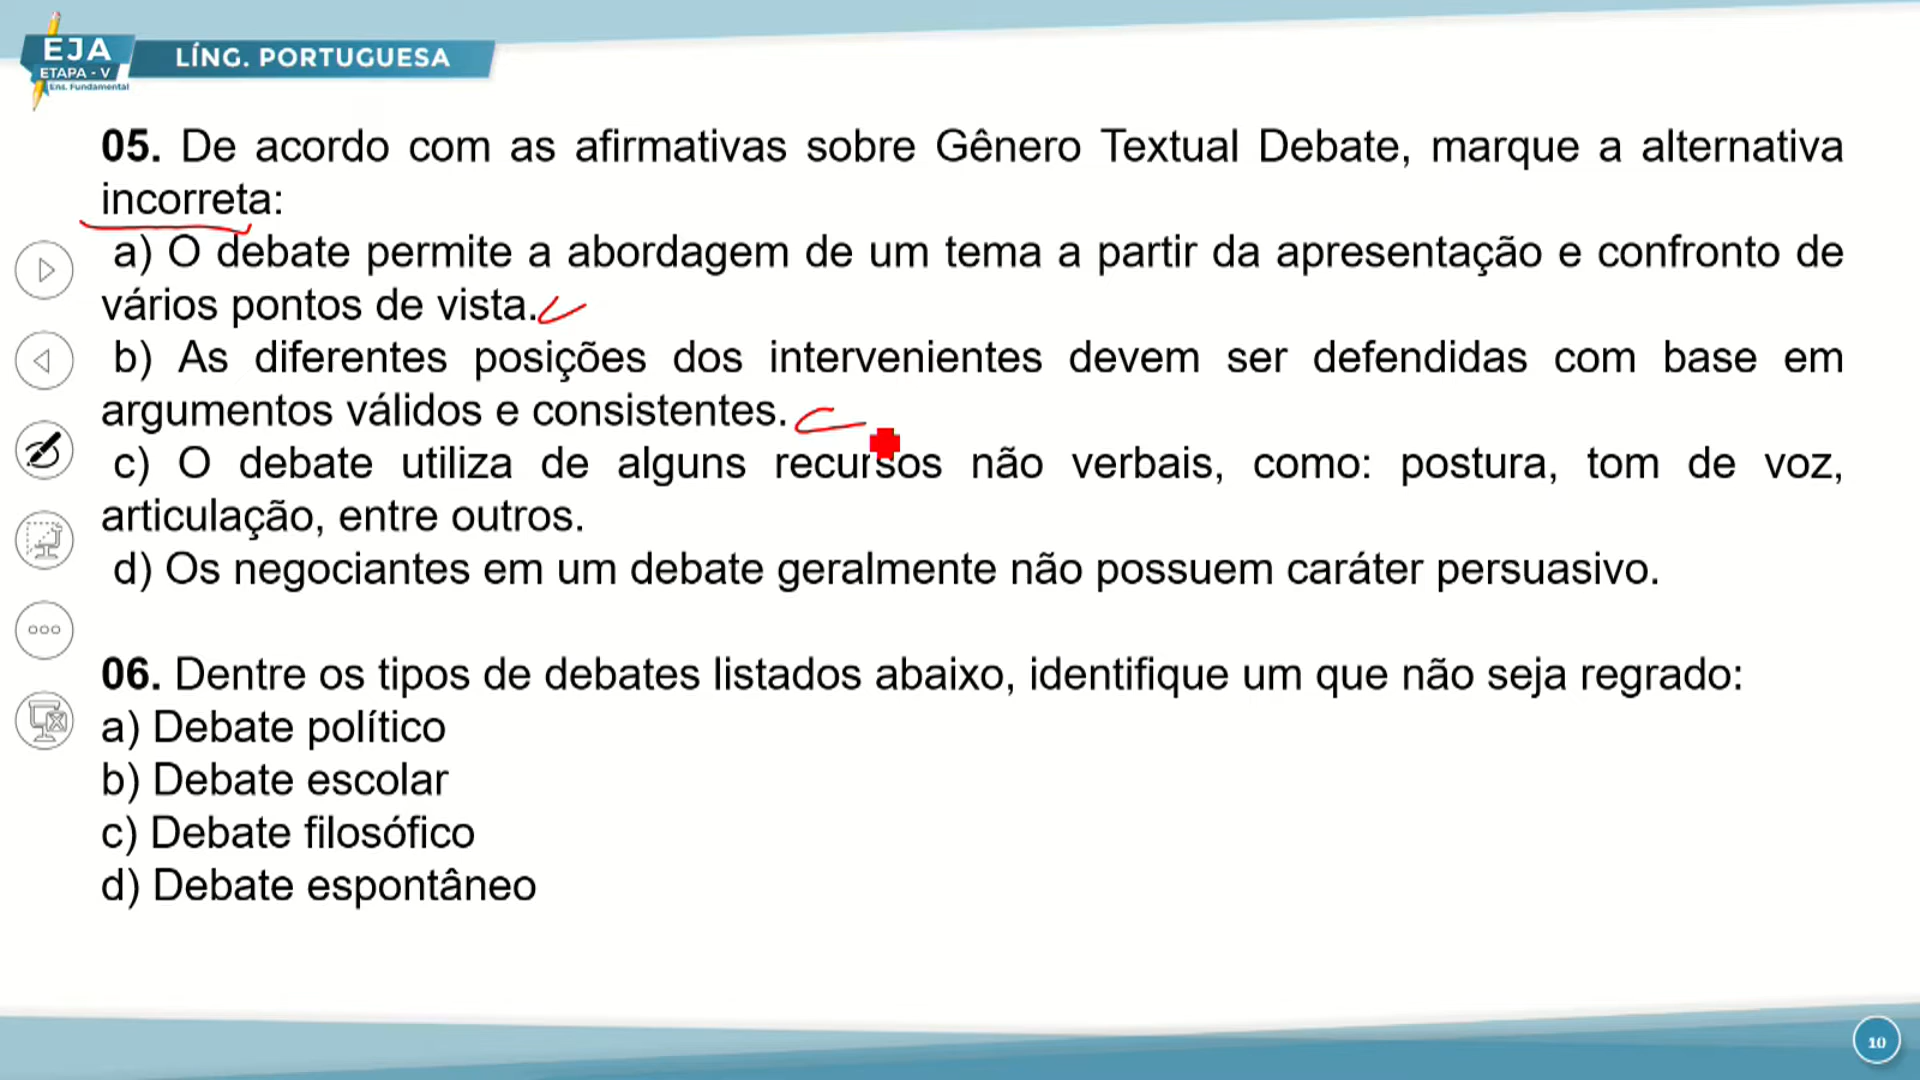 EJA
ETAPA - V
Ens. Fundamental
LÍNG. PORTUGUESA
05. De acordo com as afirmativas sobre Gênero Textual Debate, marque a alternativa
incorreta:
a) O debate permite a abordagem de um tema a partir da apresentação e confronto de
vários pontos de vista.
b) As diferentes posições dos intervenientes devem ser defendidas com base em
argumentos válidos e consistentes.
c) O debate utiliza de alguns recursos não verbais, como: postura, tom de voz,
articulação, entre outros.
d) Os negociantes em um debate geralmente não possuem caráter persuasivo.
06. Dentre os tipos de debates listados abaixo, identifique um que não seja regrado:
a) Debate político
b) Debate escolar
c) Debate filosófico
d) Debate espontâneo
10